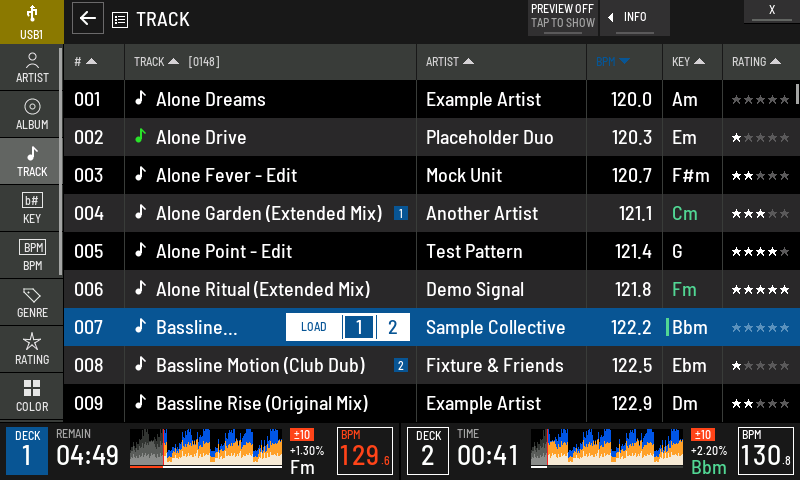 USB1
TRACK
PREVIEW OFF
TAP TO SHOW
INFO
X
ARTIST
ALBUM
TRACK
b#
KEY
BPM
BPM
GENRE
RATING
COLOR
# TRACK [0148] ARTIST BPM KEY RATING
001 Alone Dreams Example Artist 120.0 Am ★★★★★
002 Alone Drive Placeholder Duo 120.3 Em ★★★★★
003 Alone Fever - Edit Mock Unit 120.7 F#m ★★★★★
004 Alone Garden (Extended Mix) 1 Another Artist 121.1 Cm ★★★★★
005 Alone Point - Edit Test Pattern 121.4 G ★★★★★
006 Alone Ritual (Extended Mix) Demo Signal 121.8 Fm ★★★★★
007 Bassline... LOAD 1 2 Sample Collective 122.2 Bbm ★★★★★
008 Bassline Motion (Club Dub) 2 Fixture & Friends 122.5 Ebm ★★★★★
009 Bassline Rise (Original Mix) Example Artist 122.9 Dm ★★★★★
DECK
1
REMAIN
04:49
±10
+1.30%
Fm
BPM
129.6
DECK
2
TIME
00:41
±10
+2.20%
Bbm
BPM
130.8